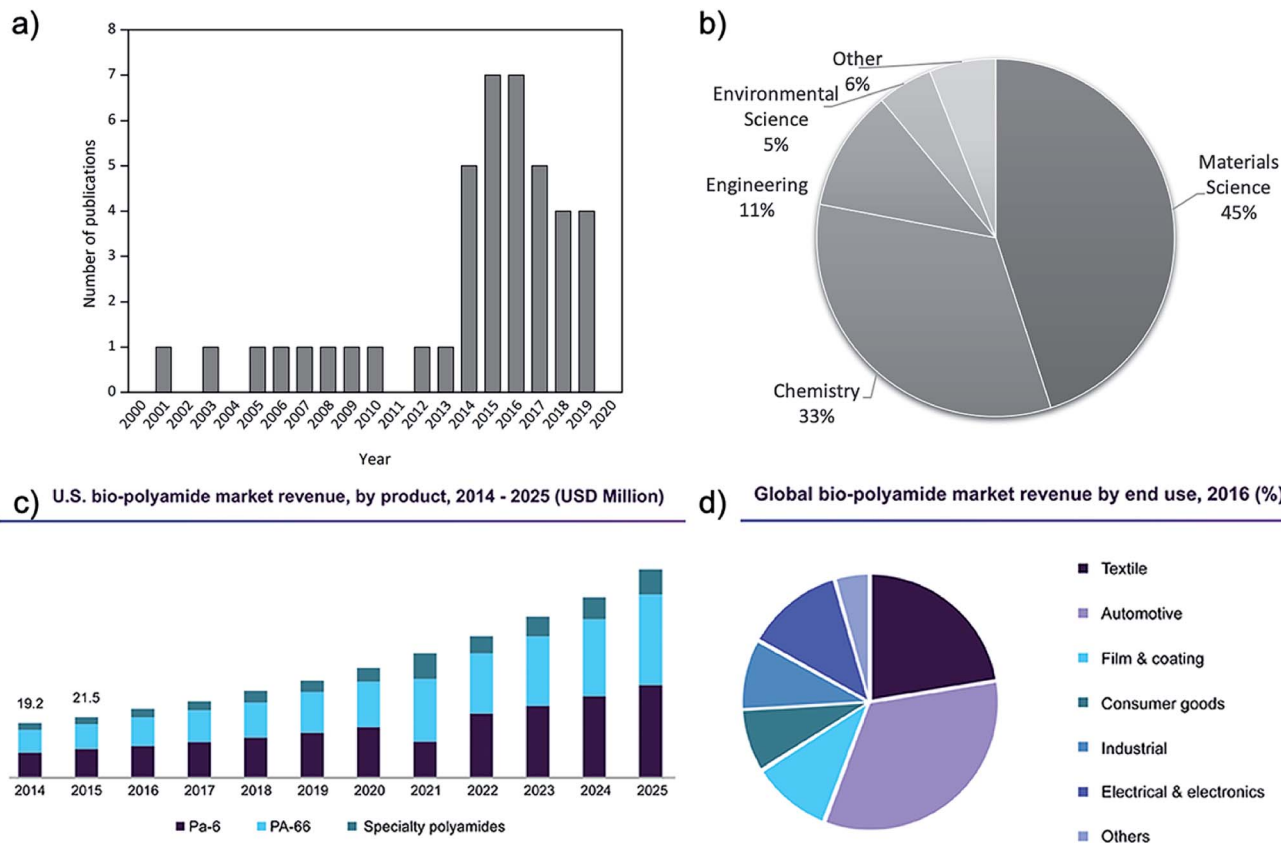 a)
Number of publications
8
7
6
5
4
3
2
1
0
2000 2001 2002 2003 2004 2005 2006 2007 2008 2009 2010 2011 2012 2013 2014 2015 2016 2017 2018 2019 2020
Year
b)
Other
6%
Environmental
Science
5%
Engineering
11%
Chemistry
33%
Materials
Science
45%
c) U.S. bio-polyamide market revenue, by product, 2014 - 2025 (USD Million)
19.2 21.5
2014 2015 2016 2017 2018 2019 2020 2021 2022 2023 2024 2025
Pa-6 PA-66 Specialty polyamides
d) Global bio-polyamide market revenue by end use, 2016 (%)
Textile
Automotive
Film & coating
Consumer goods
Industrial
Electrical & electronics
Others